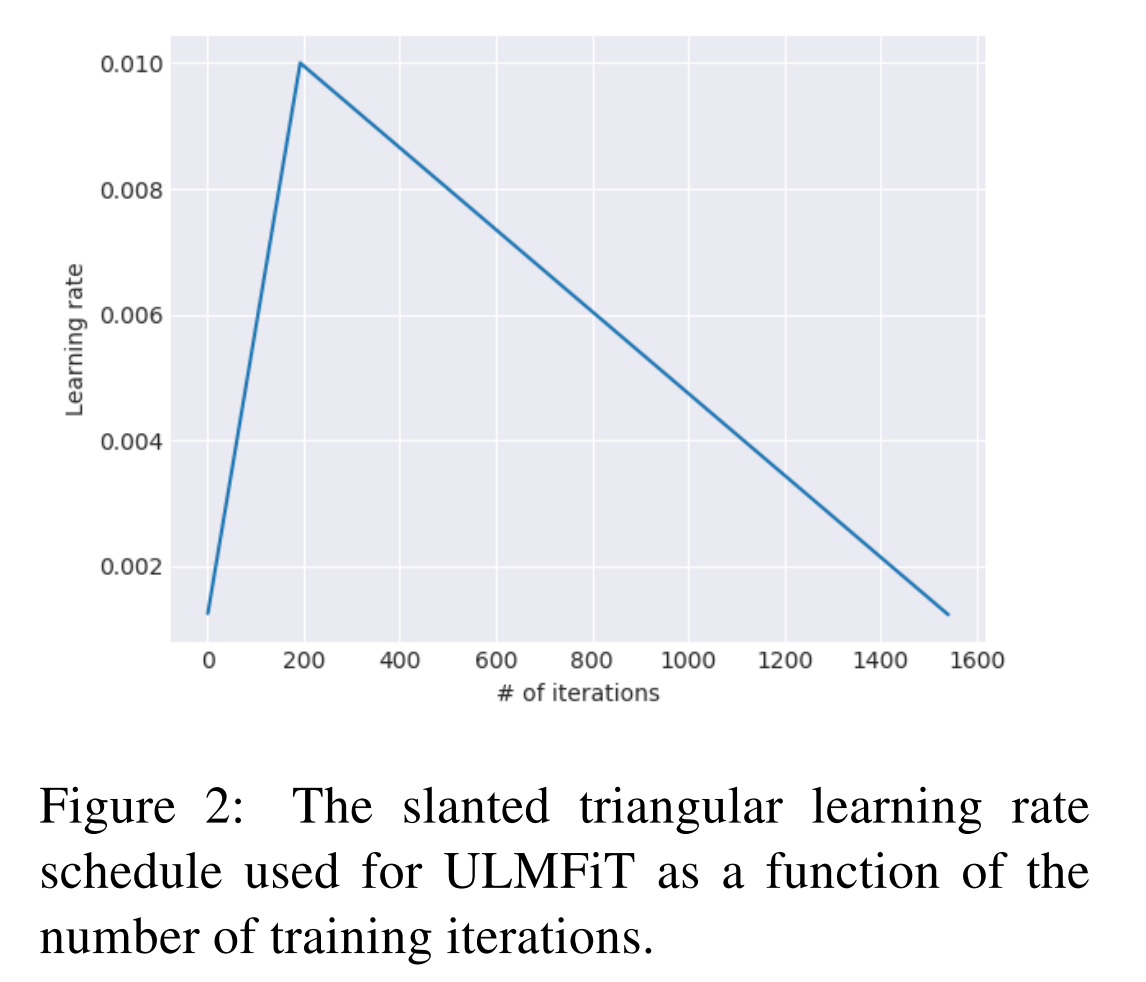 0.010
0.008
0.006
0.004
0.002
Learning rate
0 200 400 600 800 1000 1200 1400 1600
# of iterations
Figure 2: The slanted triangular learning rate
schedule used for ULMFiT as a function of the
number of training iterations.